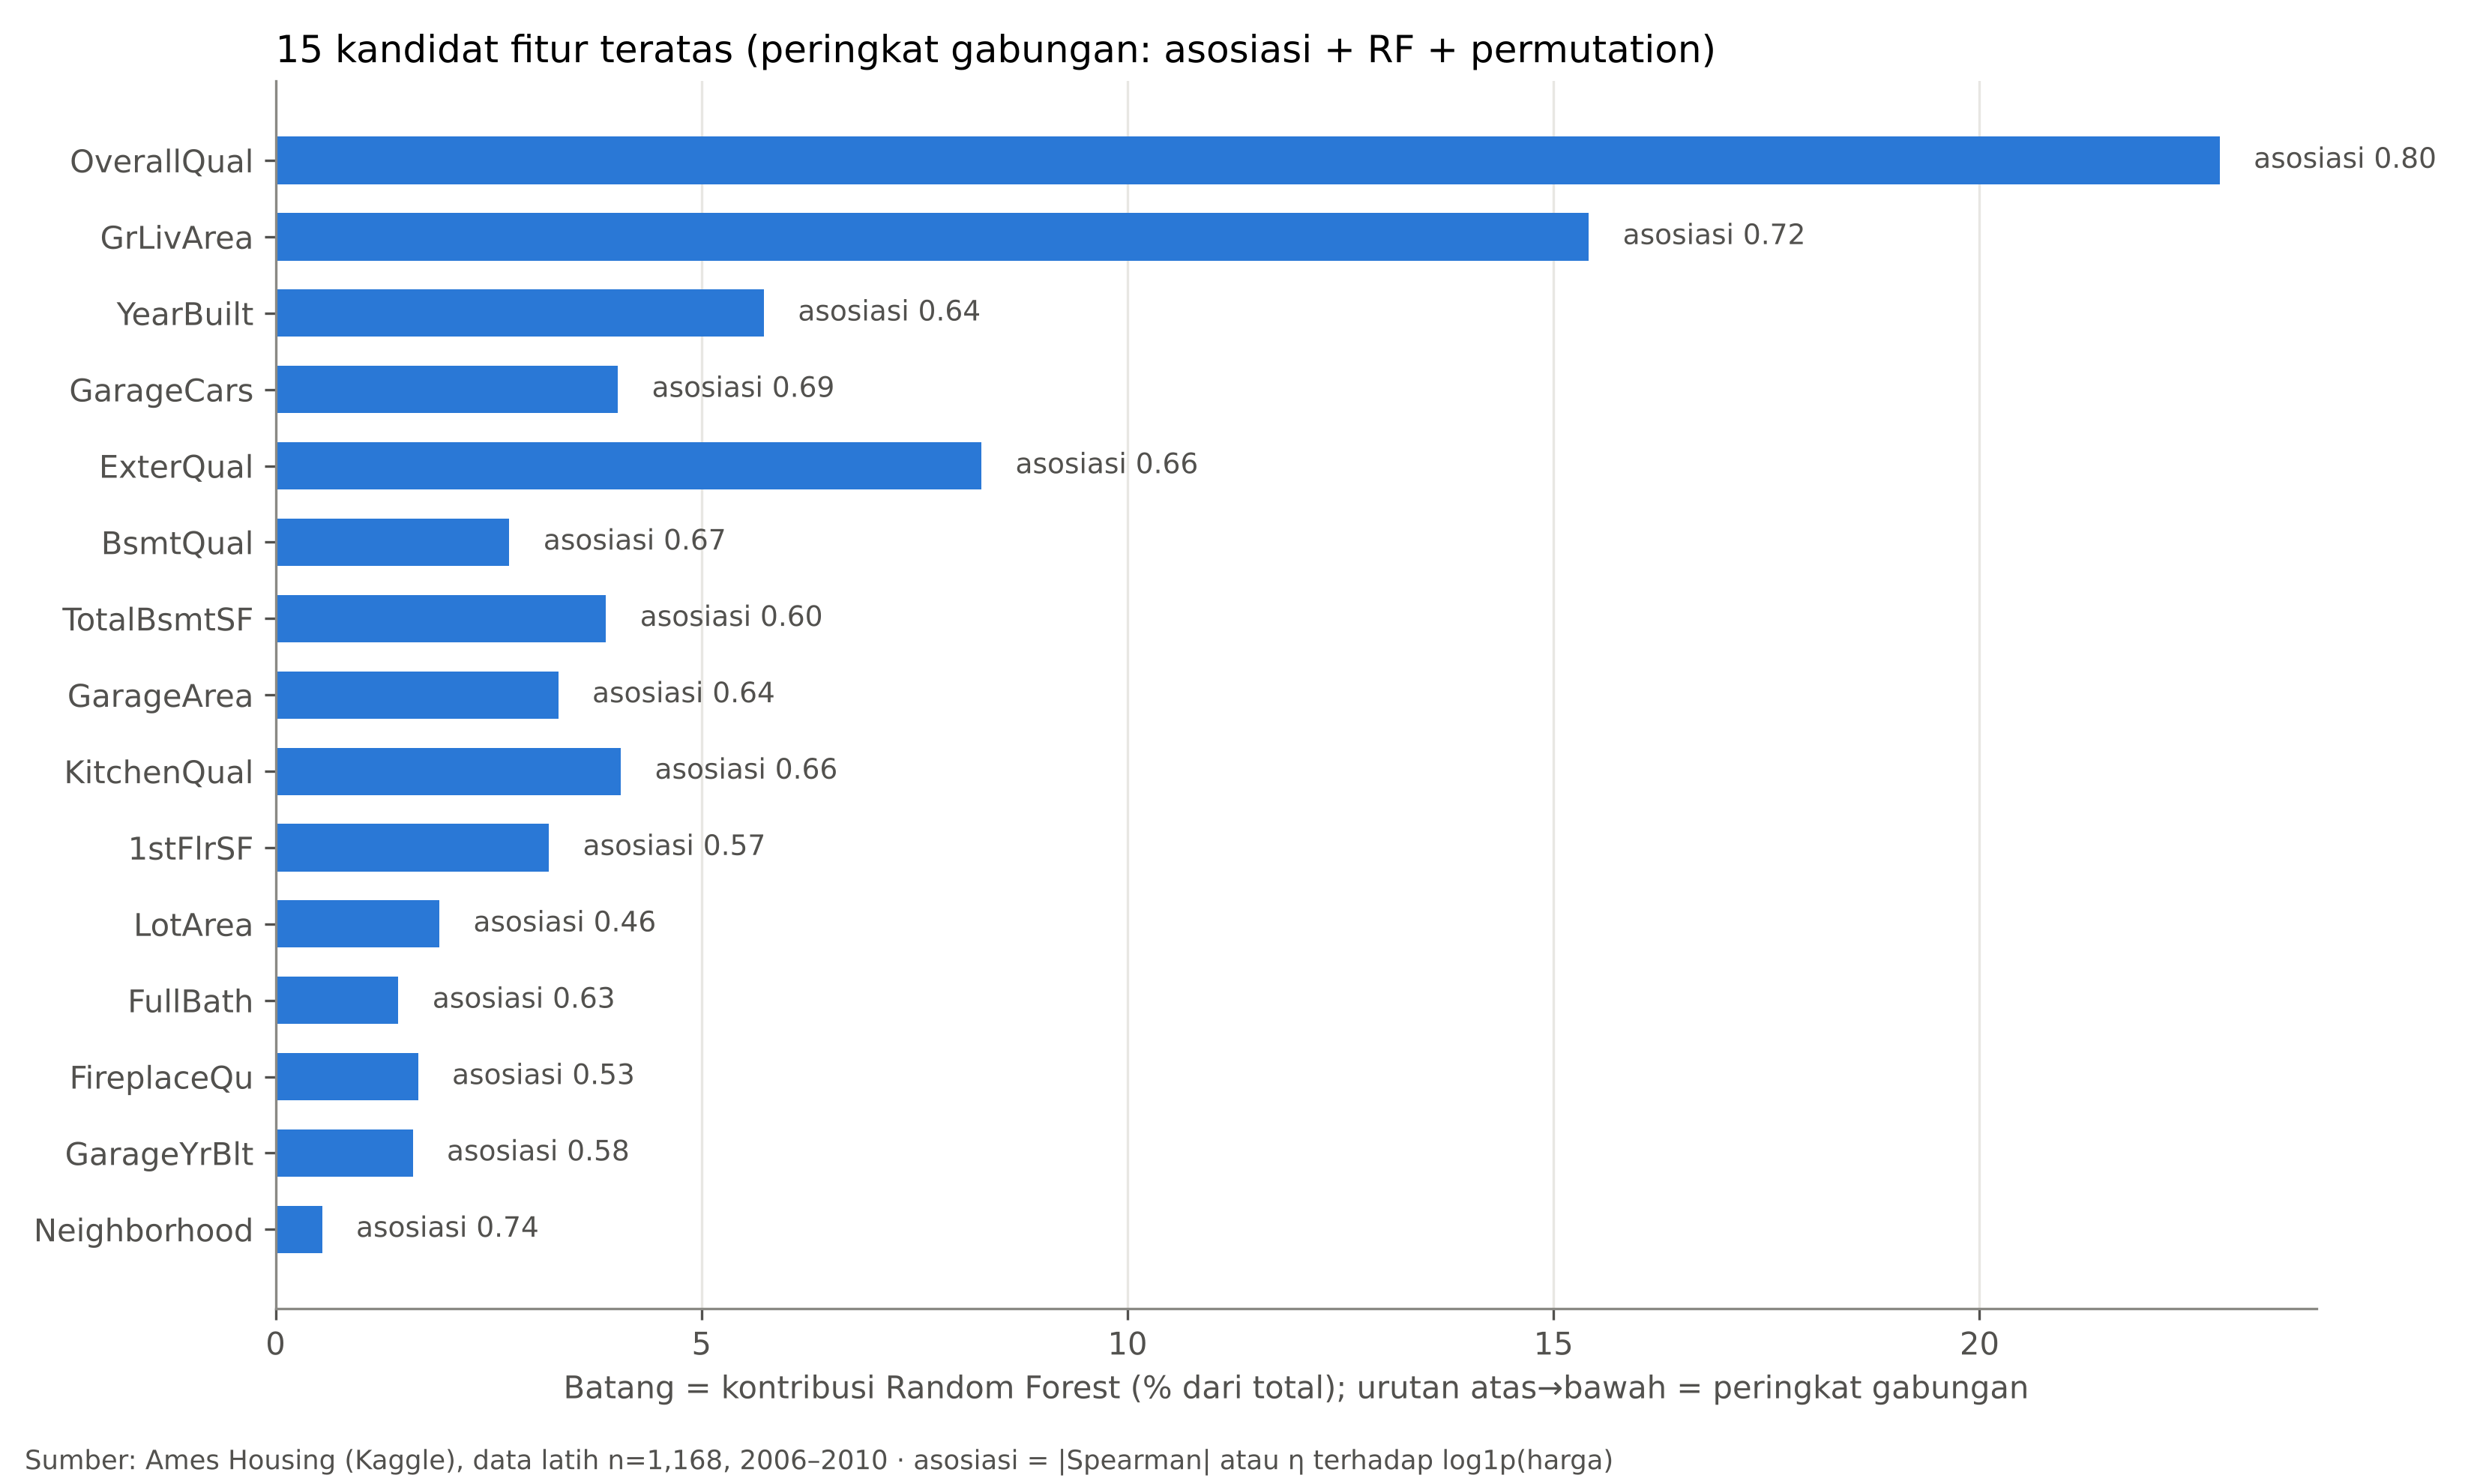 15 kandidat fitur teratas (peringkat gabungan: asosiasi + RF + permutation)
OverallQual asosiasi 0.80
GrLivArea asosiasi 0.72
YearBuilt asosiasi 0.64
GarageCars asosiasi 0.69
ExterQual asosiasi 0.66
BsmtQual asosiasi 0.67
TotalBsmtSF asosiasi 0.60
GarageArea asosiasi 0.64
KitchenQual asosiasi 0.66
1stFlrSF asosiasi 0.57
LotArea asosiasi 0.46
FullBath asosiasi 0.63
FireplaceQu asosiasi 0.53
GarageYrBlt asosiasi 0.58
Neighborhood asosiasi 0.74
0 5 10 15 20
Batang = kontribusi Random Forest (% dari total); urutan atas→bawah = peringkat gabungan
Sumber: Ames Housing (Kaggle), data latih n=1,168, 2006–2010 · asosiasi = |Spearman| atau η terhadap log1p(harga)